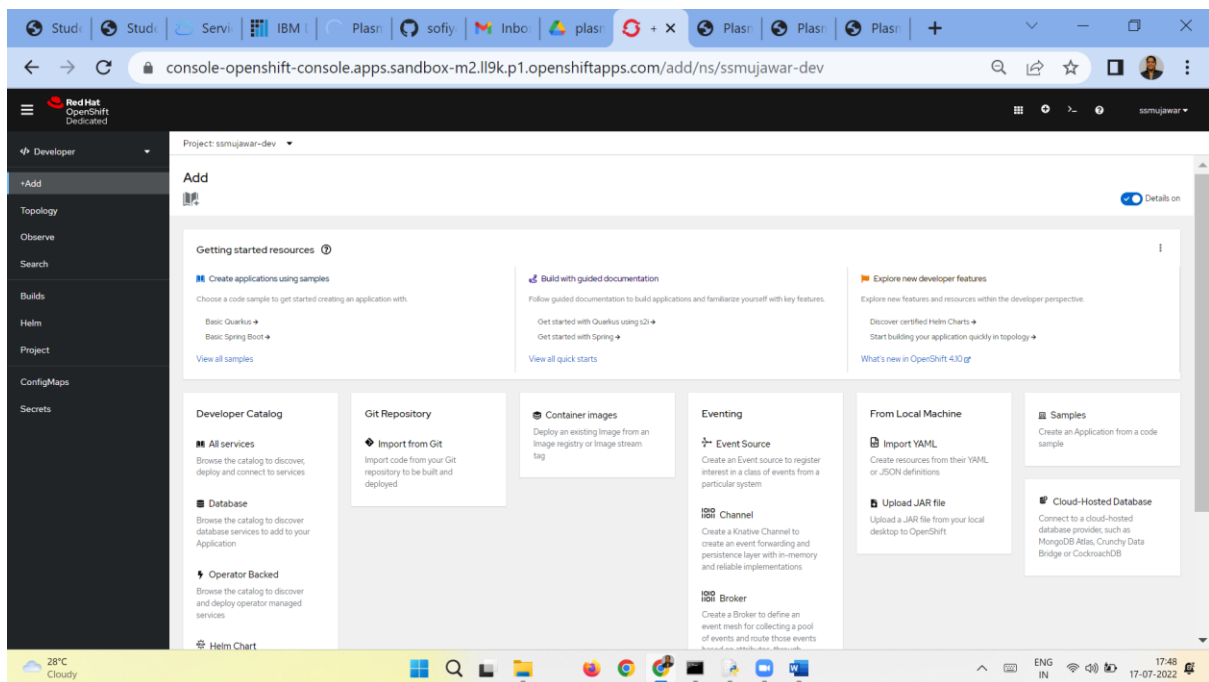 Stude
Stude
Servi
IBM
Plasn
sofiy
Inbo
plasn
+
Plasn
Plasn
Plasn
console-openshift-console.apps.sandbox-m2.ll9k.p1.openshiftapps.com/add/ns/ssmujawar-dev
Red Hat
OpenShift
Dedicated
ssmujawar
Developer
Project: ssmujawar-dev
+Add
Topology
Observe
Search
Builds
Helm
Project
ConfigMaps
Secrets
Add
Details on
Getting started resources
Create applications using samples
Choose a code sample to get started creating an application with.
Basic Quarkus
Basic Spring Boot
View all samples
Build with guided documentation
Follow guided documentation to build applications and familiarize yourself with key features.
Get started with Quarkus using s2i
Get started with Spring
View all quick starts
Explore new developer features
Explore new features and resources within the developer perspective.
Discover certified Helm Charts
Start building your application quickly in topology
What's new in OpenShift 4.10
Developer Catalog
All services
Browse the catalog to discover,
deploy and connect to services
Database
Browse the catalog to discover
database services to add to your
Application
Operator Backed
Browse the catalog to discover
and deploy operator managed
services
Helm Chart
Git Repository
Import from Git
Import code from your Git
repository to be built and
deployed
Container images
Deploy an existing Image from an
Image registry or Image stream
tag
Eventing
Event Source
Create an Event source to register
interest in a class of events from a
particular system
Channel
Create a Knative Channel to
create an event forwarding and
persistence layer with in-memory
and reliable implementations
Broker
Create a Broker to define an
event mesh for collecting a pool
of events and route those events
based on attributes, through
From Local Machine
Import YAML
Create resources from their YAML
or JSON definitions
Upload JAR file
Upload a JAR file from your local
desktop to OpenShift
Samples
Create an Application from a code
sample
Cloud-Hosted Database
Connect to a cloud-hosted
database provider, such as
MongoDB Atlas, Crunchy Data
Bridge or CockroachDB
28°C
Cloudy
ENG
IN
17:48
17-07-2022